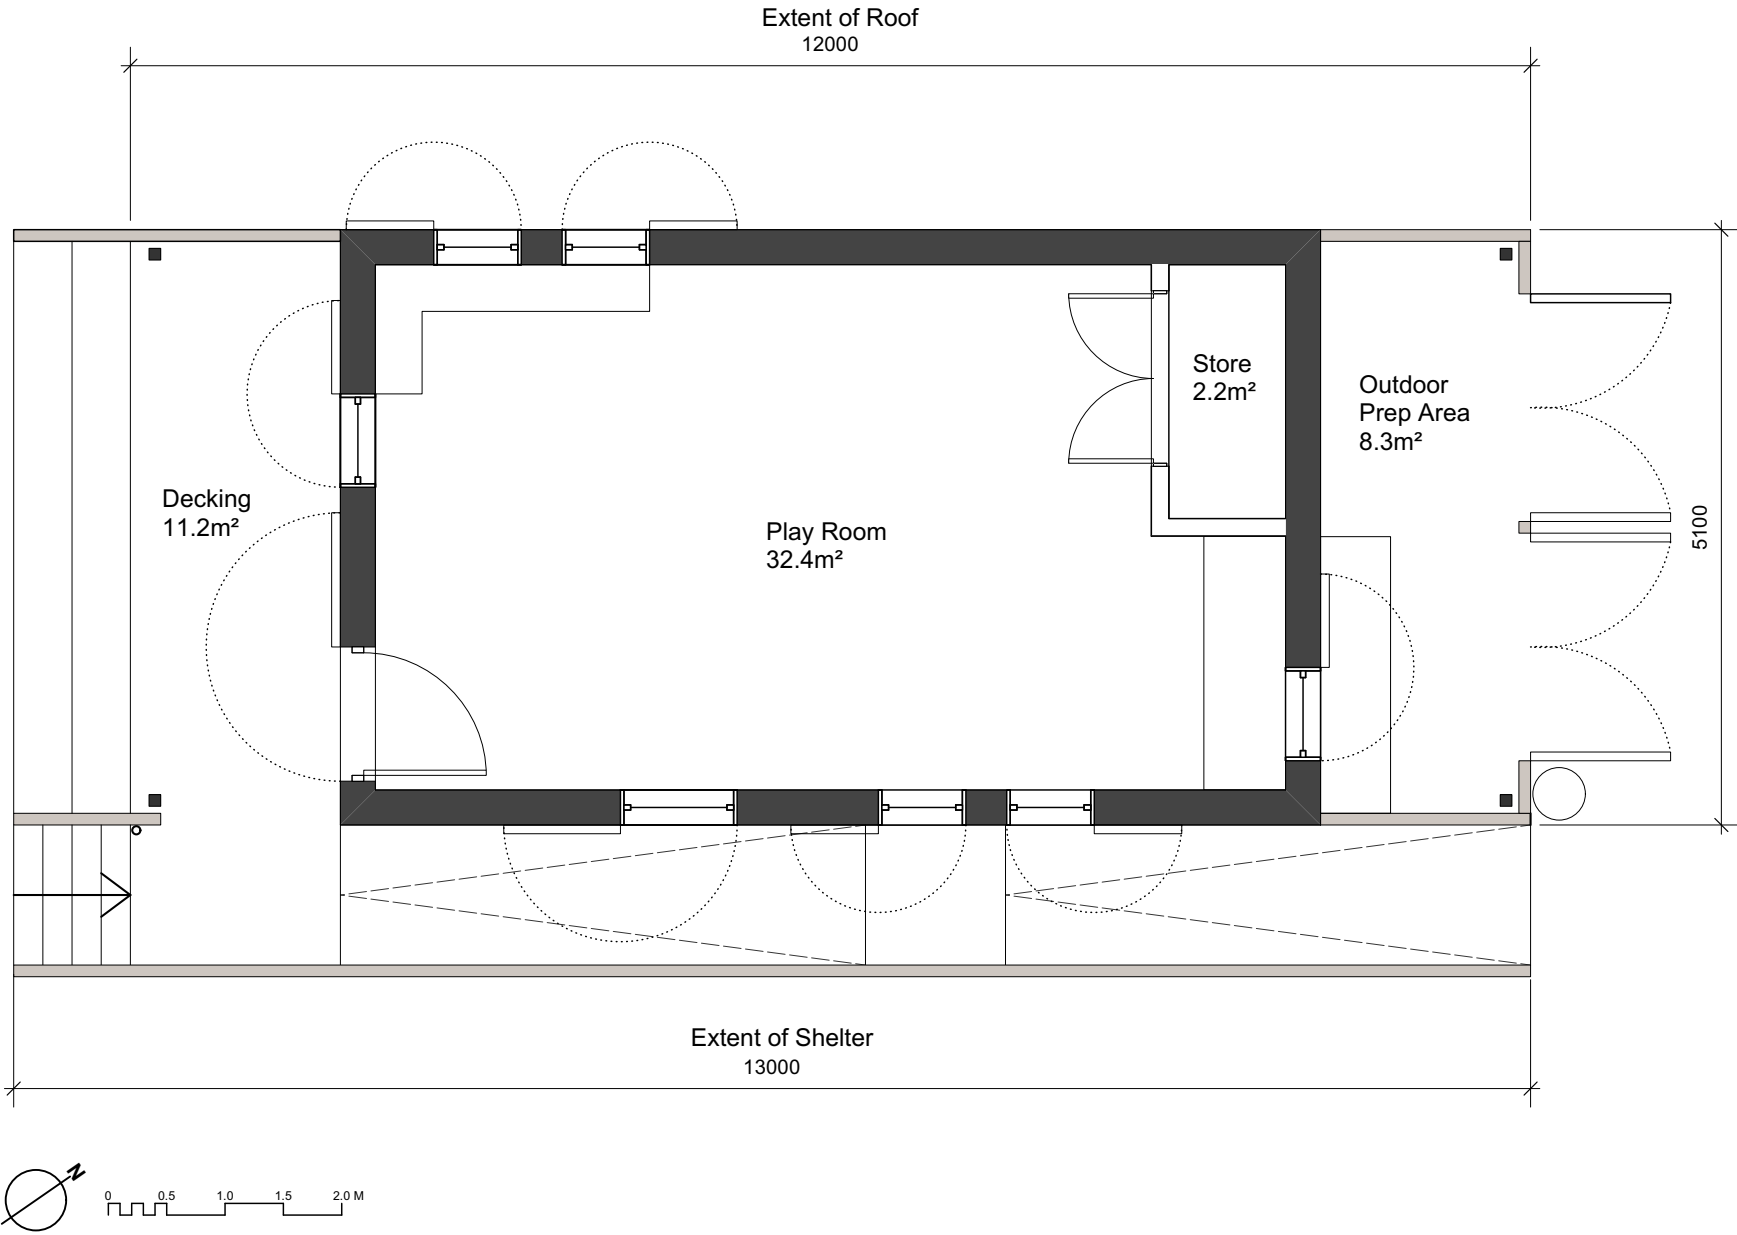 Extent of Roof
12000
Store
2.2m²
Outdoor
Prep Area
8.3m²
Decking
11.2m²
Play Room
32.4m²
5100
Extent of Shelter
13000
N
0 0.5 1.0 1.5 2.0 M